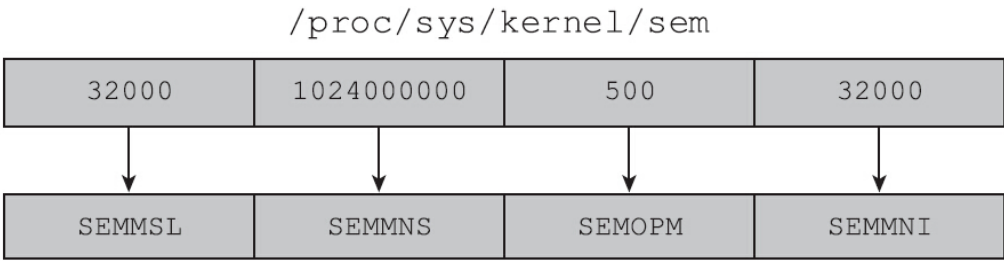 /proc/sys/kernel/sem
32000 1024000000 500 32000
SEMMSL SEMMNS SEMOPM SEMMNI